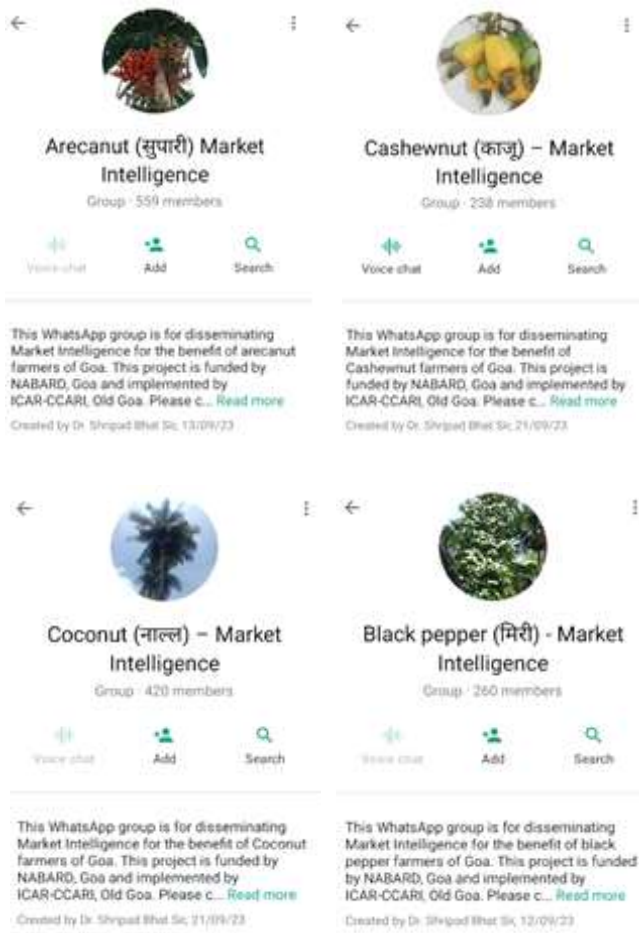 Arecanut (सुपारी) Market
Intelligence
Group · 559 members
Voice chat
Add
Search
This WhatsApp group is for disseminating
Market Intelligence for the benefit of arecanut
farmers of Goa. This project is funded by
NABARD, Goa and implemented by
ICAR-CCARI, Old Goa. Please c... Read more
Created by Dr. Shripad Bhat Sir, 13/09/23
Cashewnut (काजू) – Market
Intelligence
Group · 238 members
Voice chat
Add
Search
This WhatsApp group is for disseminating
Market Intelligence for the benefit of
Cashewnut farmers of Goa. This project is
funded by NABARD, Goa and implemented by
ICAR-CCARI, Old Goa. Please c... Read more
Created by Dr. Shripad Bhat Sir, 21/09/23
Coconut (नाल्ल) – Market
Intelligence
Group · 420 members
Voice chat
Add
Search
This WhatsApp group is for disseminating
Market Intelligence for the benefit of Coconut
farmers of Goa. This project is funded by
NABARD, Goa and implemented by
ICAR-CCARI, Old Goa. Please c... Read more
Created by Dr. Shripad Bhat Sir, 21/09/23
Black pepper (मिरी) - Market
Intelligence
Group · 260 members
Voice chat
Add
Search
This WhatsApp group is for disseminating
Market Intelligence for the benefit of black
pepper farmers of Goa. This project is funded
by NABARD, Goa and implemented by
ICAR-CCARI, Old Goa. Please c... Read more
Created by Dr. Shripad Bhat Sir, 12/09/23